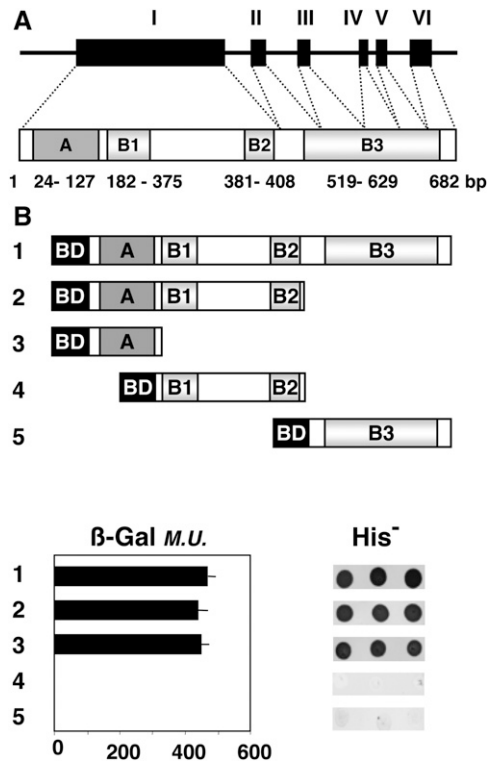 A
I II III IV V VI
A B1 B2 B3
1 24- 127 182 - 375 381- 408 519- 629 682 bp
B
1 BD A B1 B2 B3
2 BD A B1 B2
3 BD A
4 BD B1 B2
5 BD B3
ß-Gal M.U. His-
1
2
3
4
5
0 200 400 600